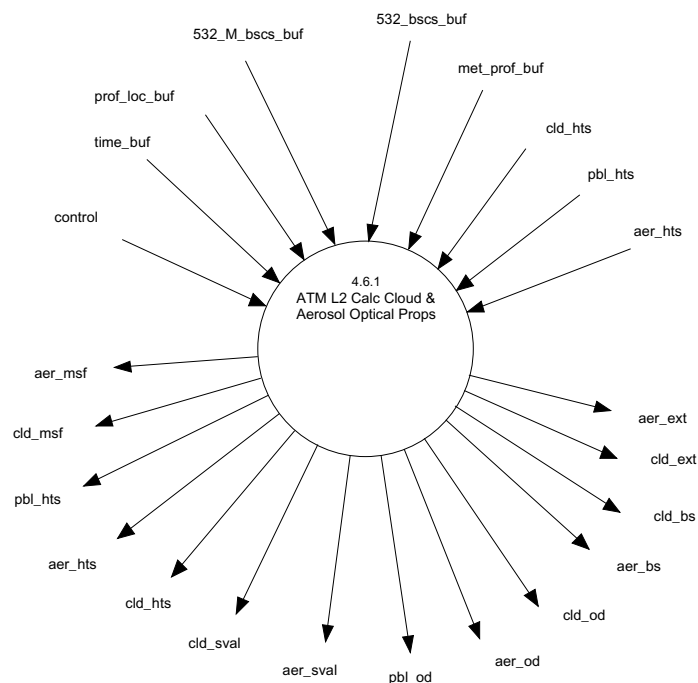 532_bscs_buf
532_M_bscs_buf
met_prof_buf
prof_loc_buf
cld_hts
time_buf
pbl_hts
control
aer_hts
4.6.1
ATM L2 Calc Cloud &
Aerosol Optical Props
aer_msf
aer_ext
cld_msf
cld_ext
pbl_hts
cld_bs
aer_hts
aer_bs
cld_hts
cld_od
cld_sval
aer_od
aer_sval
pbl_od